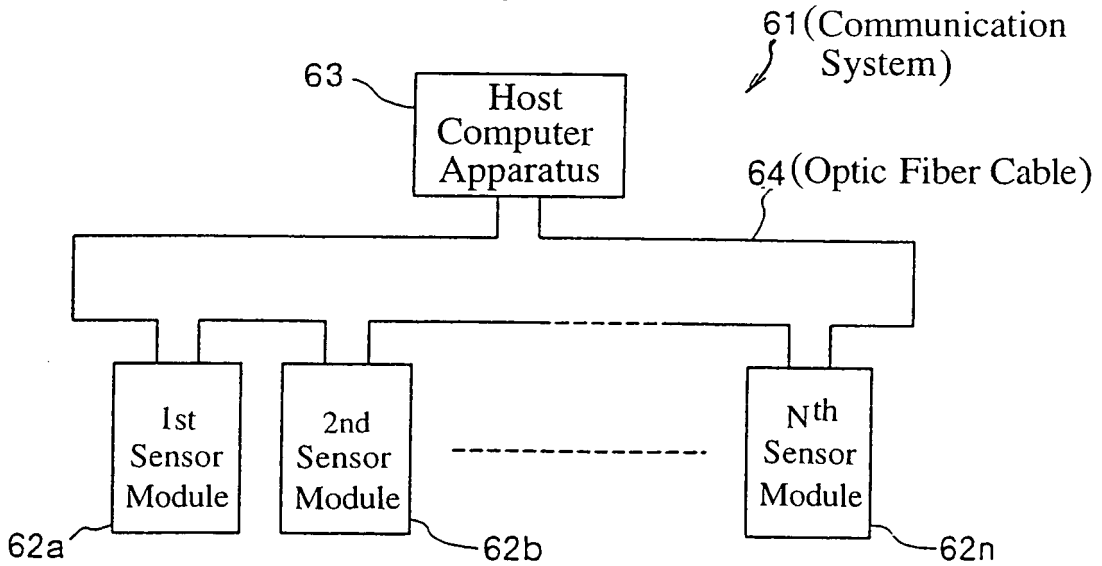 61 (Communication
System)
63
Host
Computer
Apparatus
64 (Optic Fiber Cable)
1st
Sensor
Module
2nd
Sensor
Module
Nth
Sensor
Module
62a
62b
62n